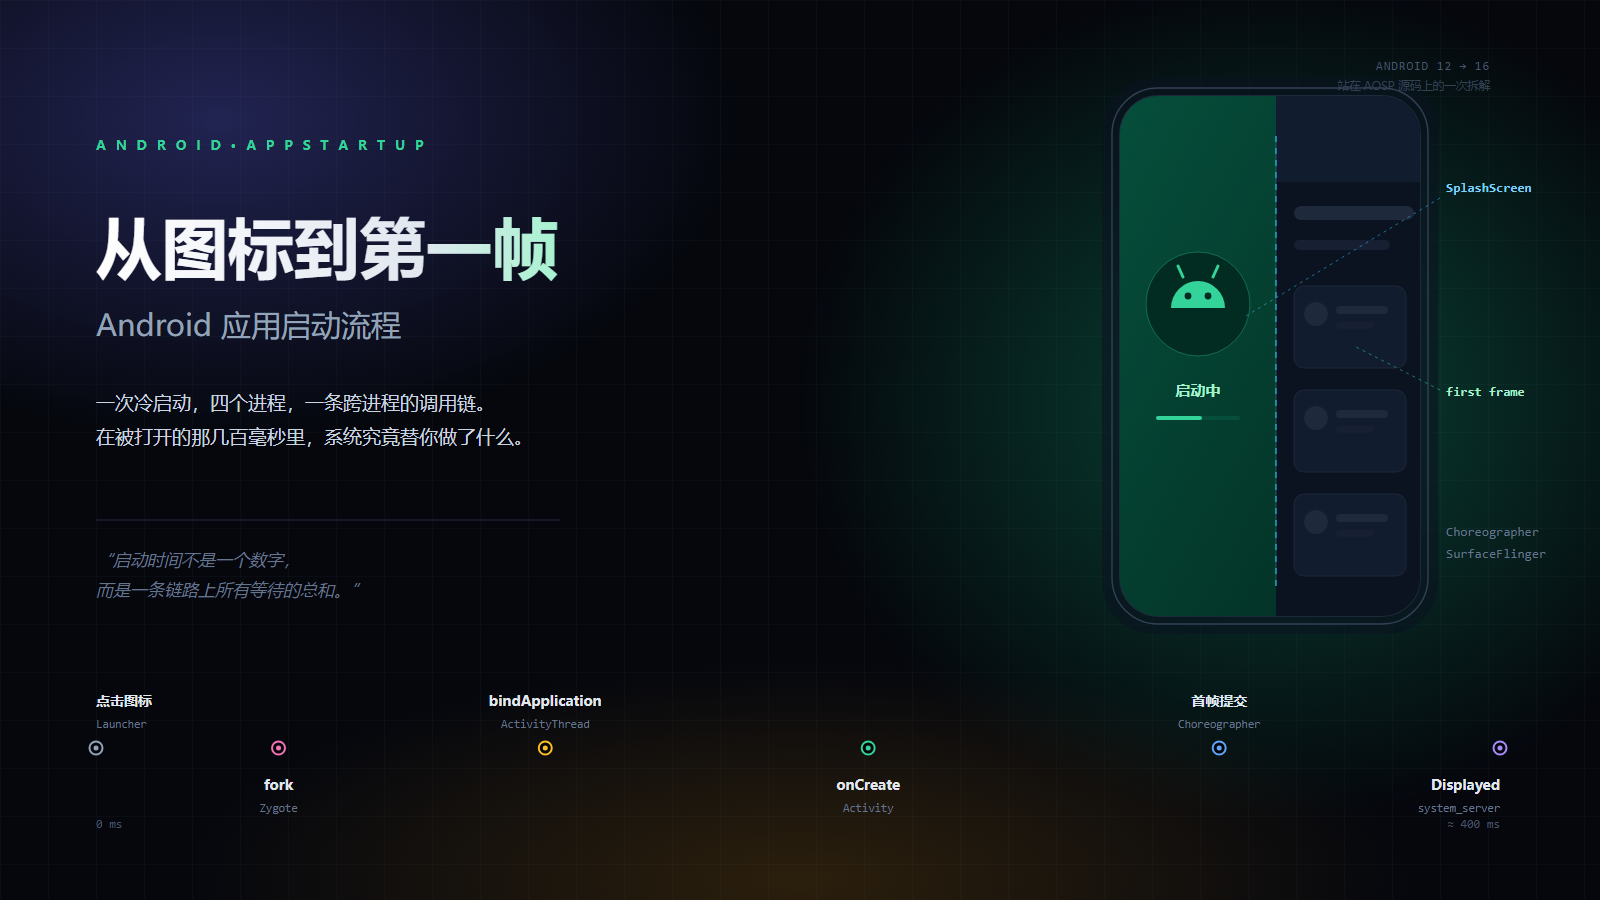 ANDROID 12 → 16
站在 AOSP 源码上的一次拆解
ANDROID·APPSTARTUP
从图标到第一帧
Android 应用启动流程
一次冷启动，四个进程，一条跨进程的调用链。
在被打开的那几百毫秒里，系统究竟替你做了什么。
“启动时间不是一个数字，
而是一条链路上所有等待的总和。”
启动中
SplashScreen
first frame
Choreographer
SurfaceFlinger
点击图标
Launcher
0 ms
fork
Zygote
bindApplication
ActivityThread
onCreate
Activity
首帧提交
Choreographer
Displayed
system_server
≈ 400 ms